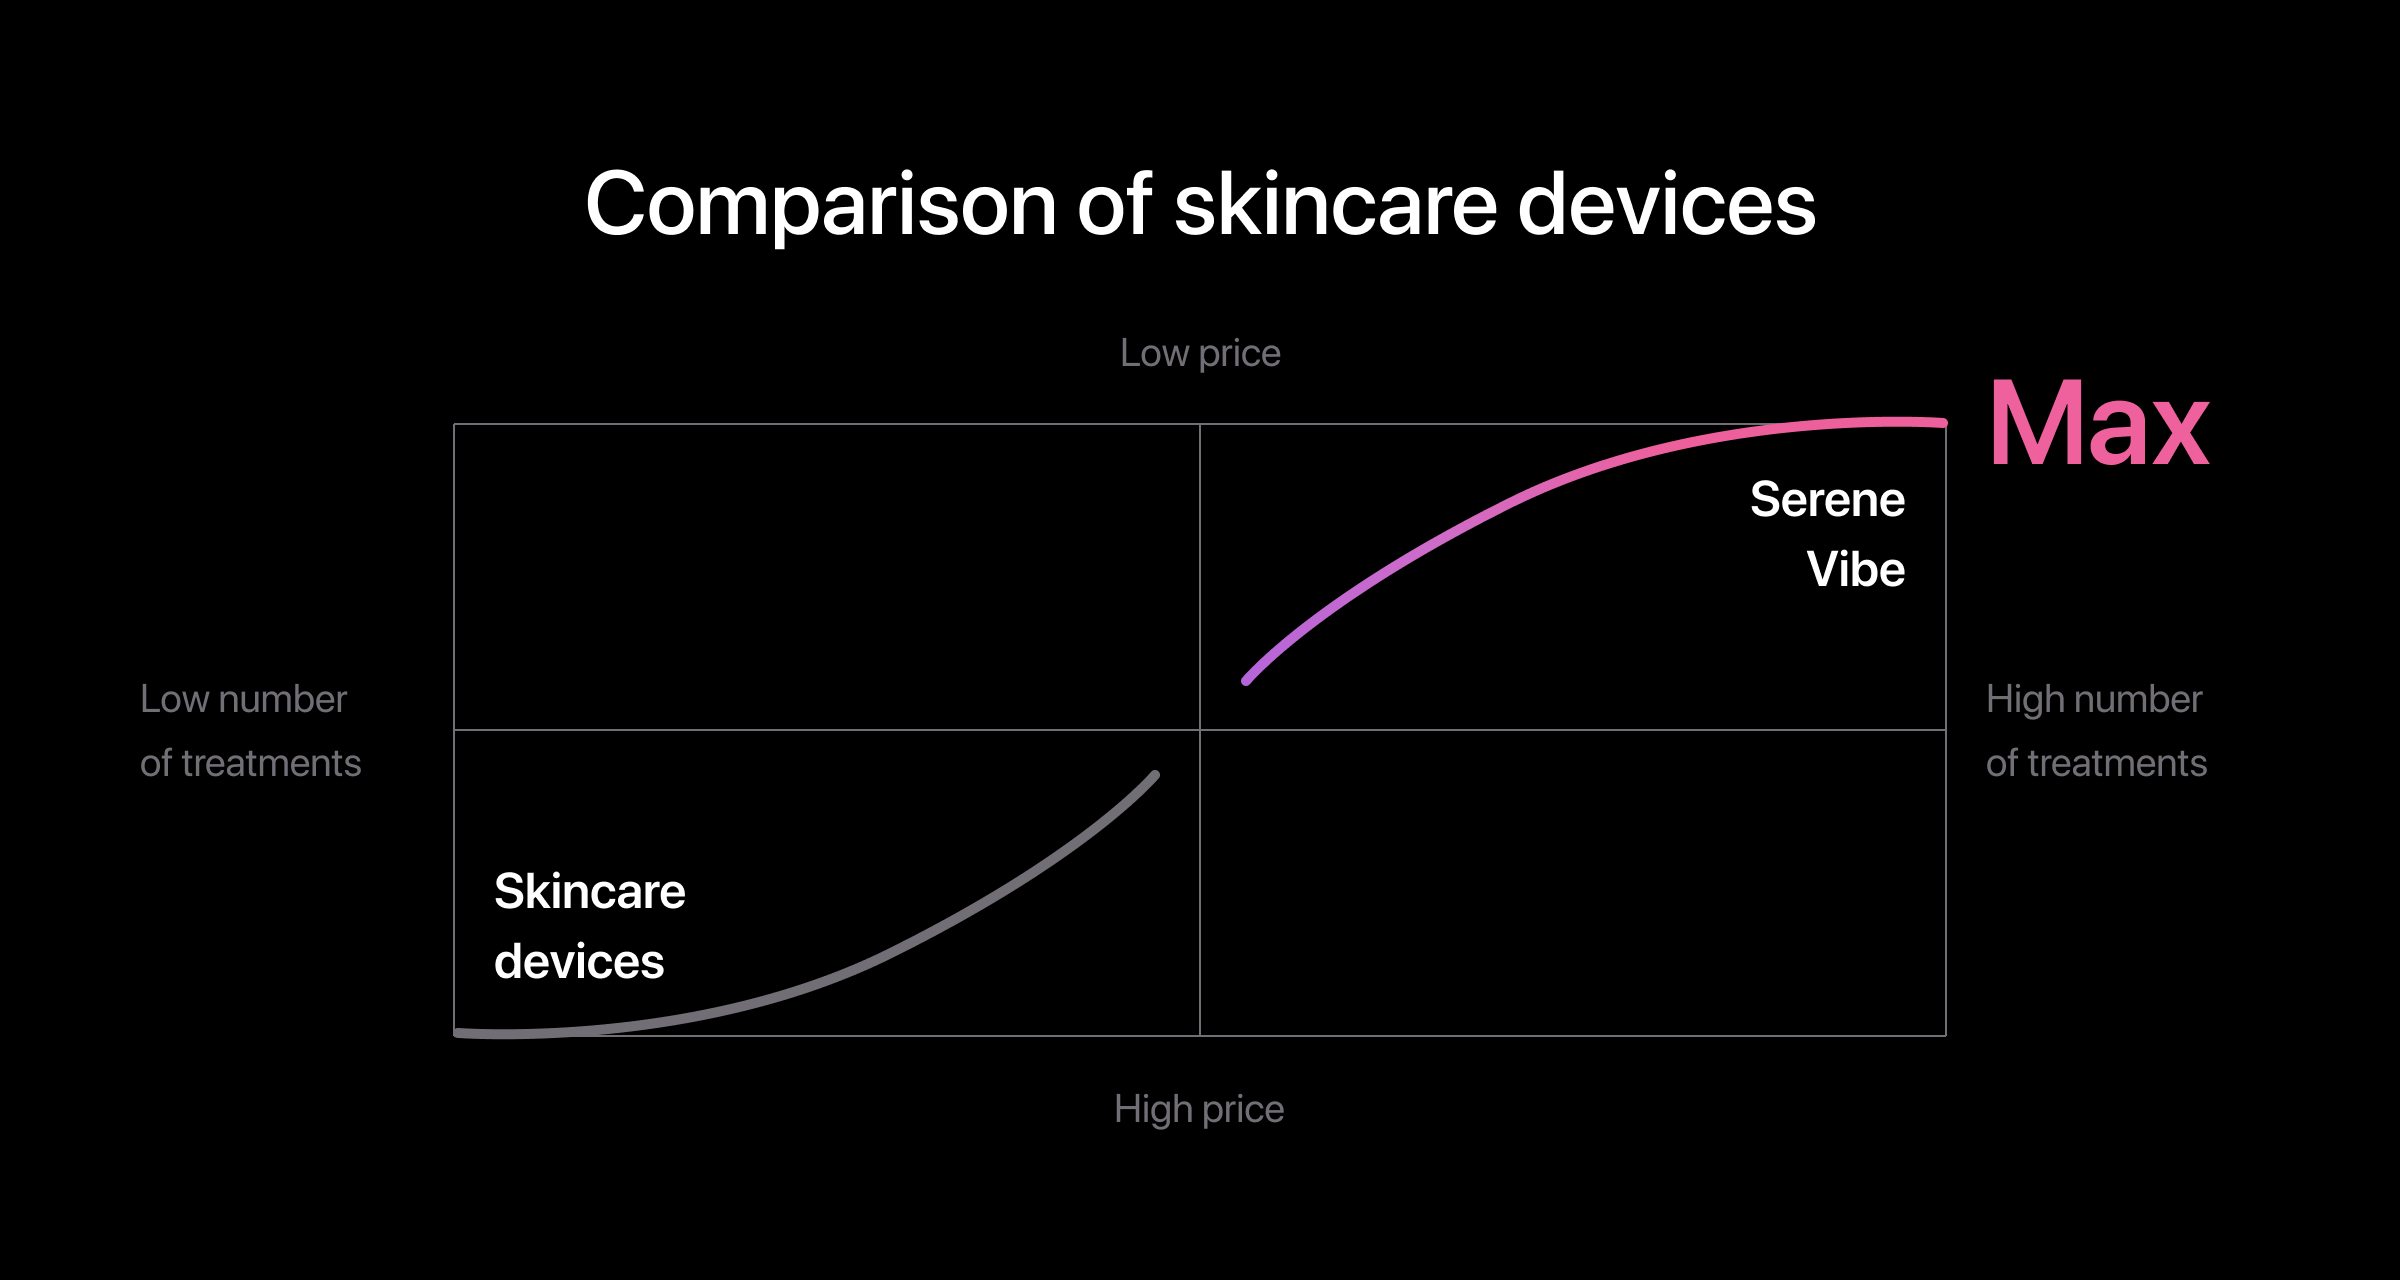 Comparison of skincare devices
Low price
Max
Serene
Vibe
Low number
of treatments
High number
of treatments
Skincare
devices
High price